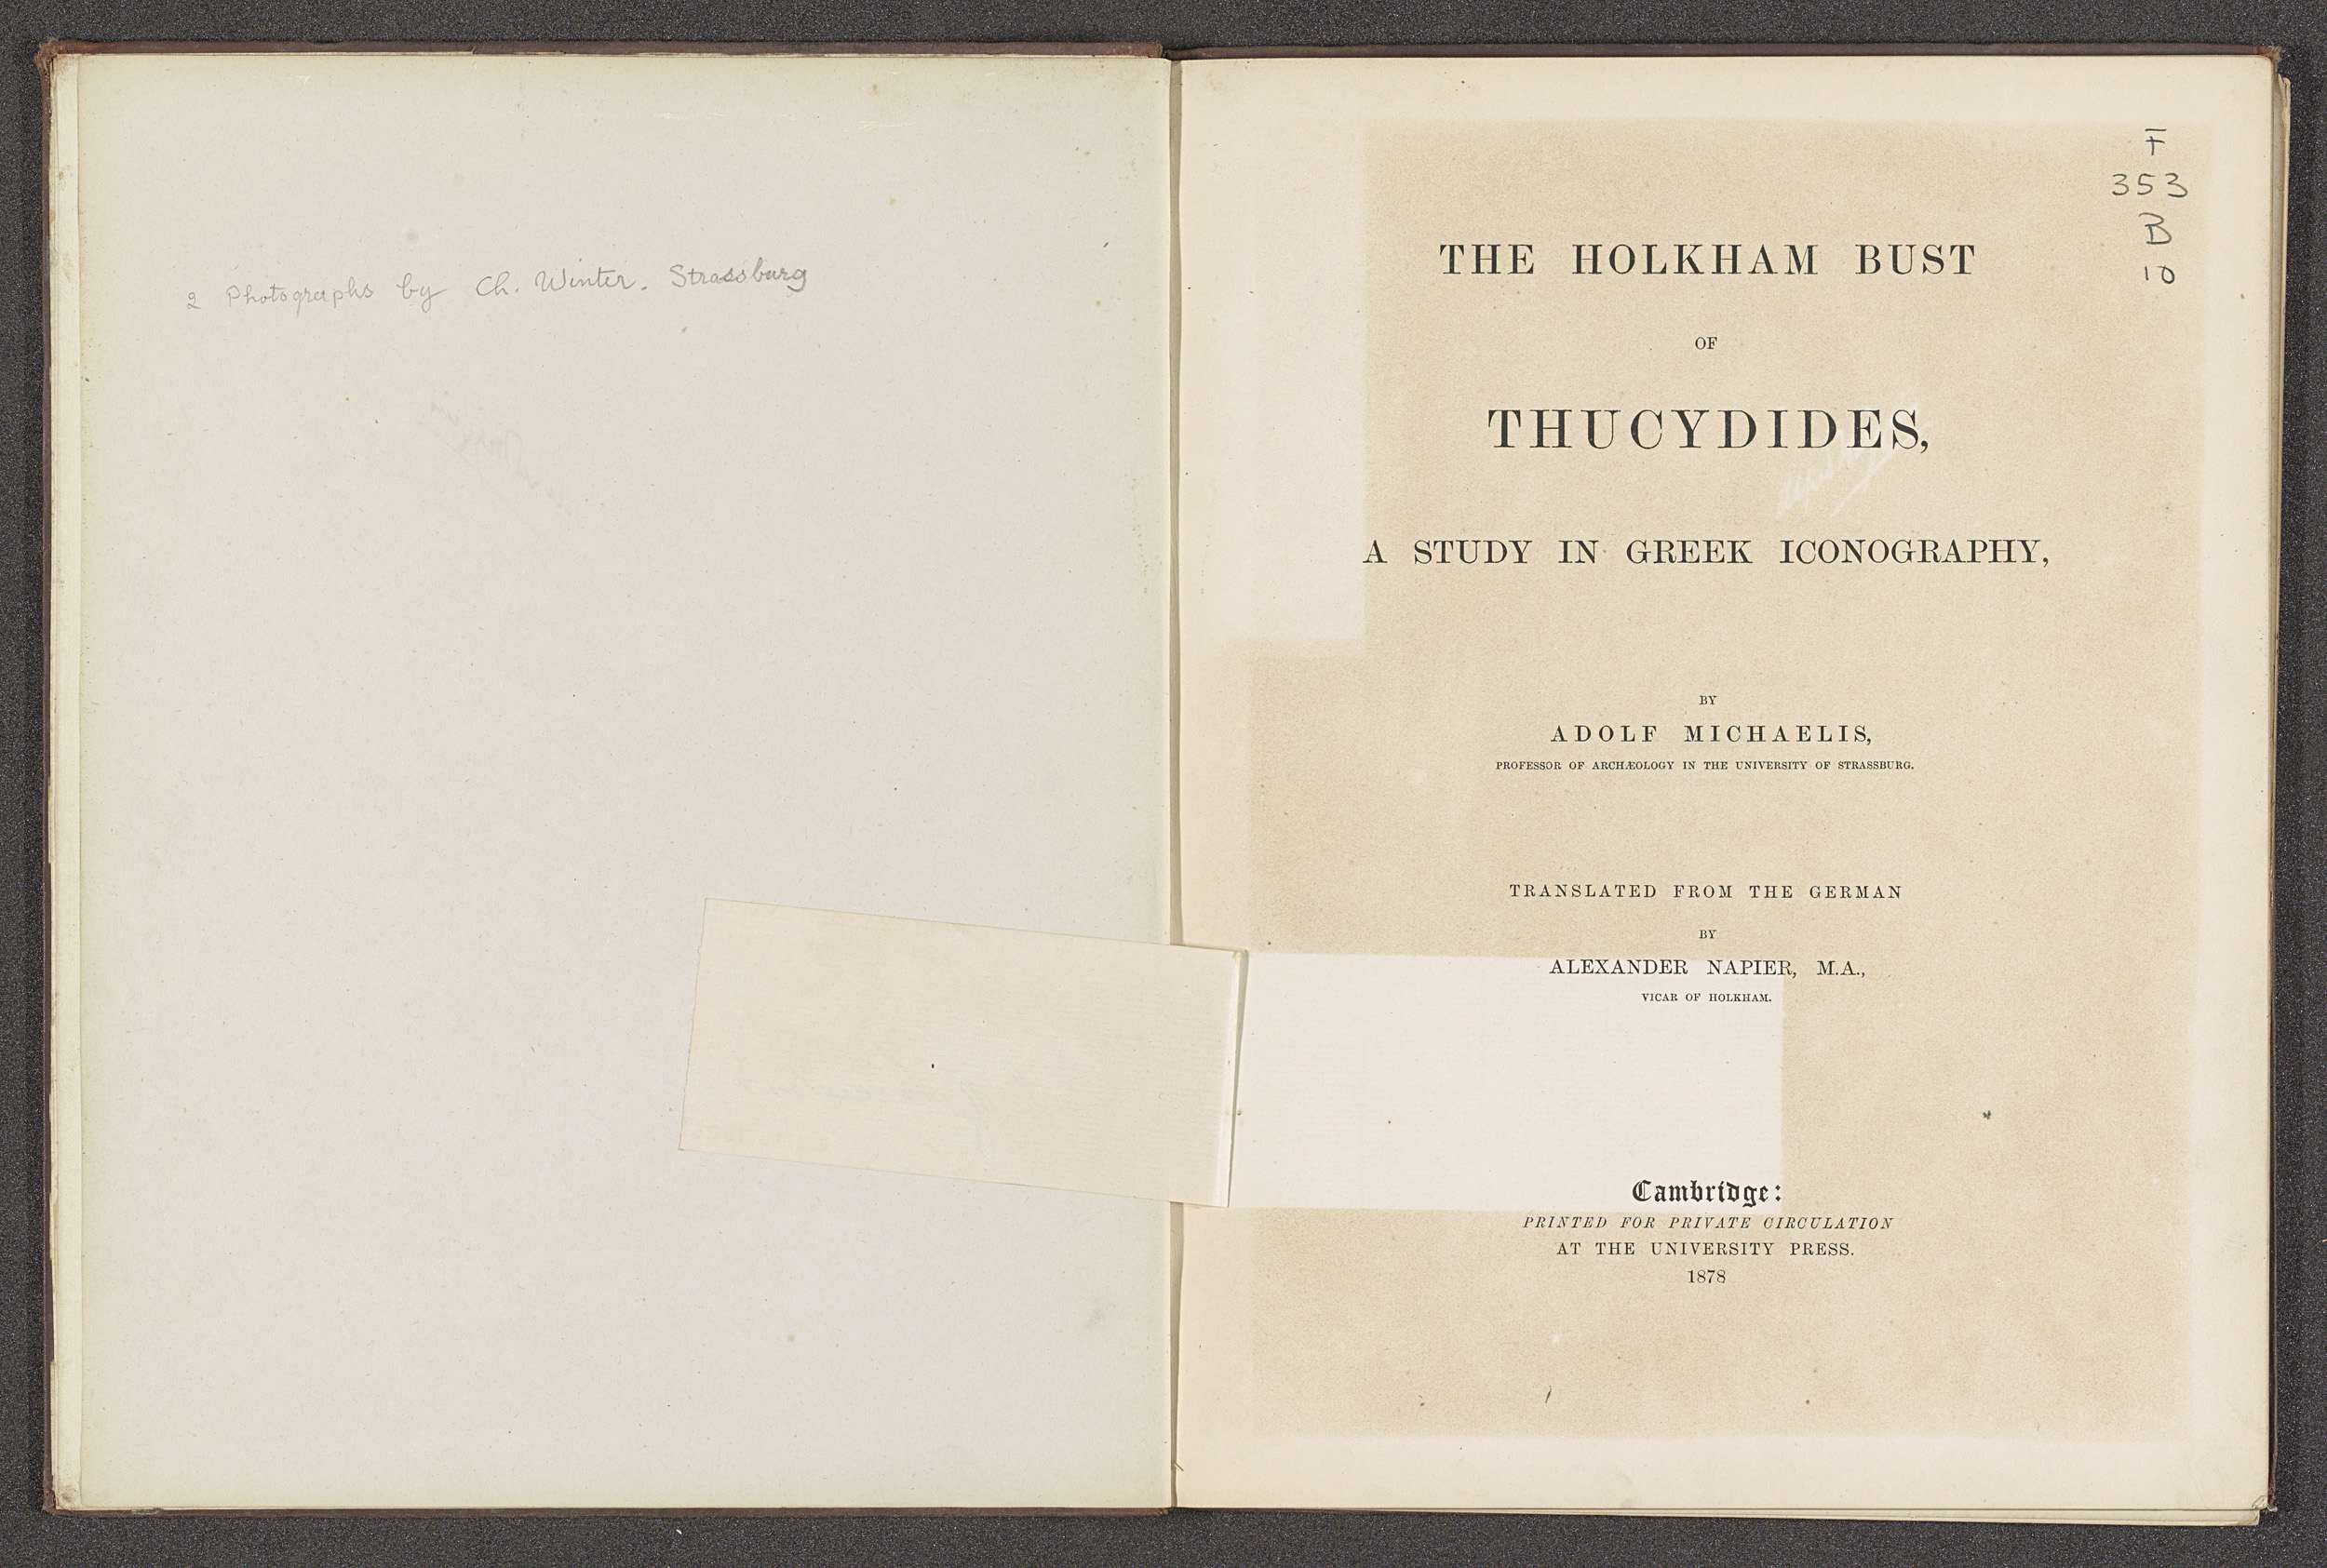 2 Photographs by Ch. Winter. Strassburg
F
353
B
10
THE HOLKHAM BUST
OF
THUCYDIDES,
A STUDY IN GREEK ICONOGRAPHY,
BY
ADOLF MICHAELIS,
PROFESSOR OF ARCHÆOLOGY IN THE UNIVERSITY OF STRASSBURG.
TRANSLATED FROM THE GERMAN
BY
ALEXANDER NAPIER, M.A.,
VICAR OF HOLKHAM.
Cambridge:
PRINTED FOR PRIVATE CIRCULATION
AT THE UNIVERSITY PRESS.
1878